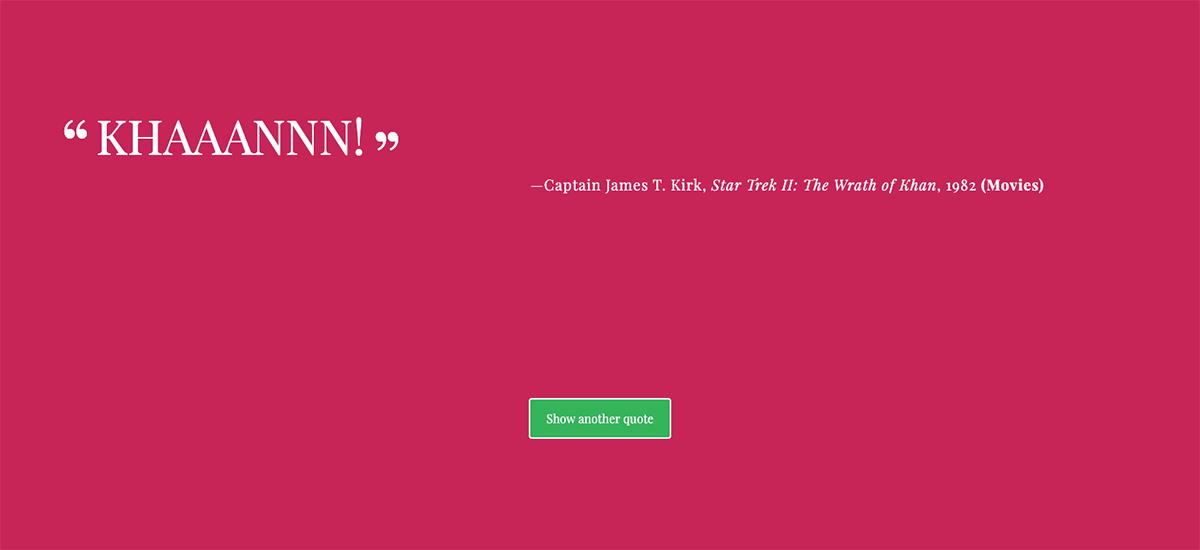 “ KHAAANNN! ”
—Captain James T. Kirk, Star Trek II: The Wrath of Khan, 1982 (Movies)
Show another quote